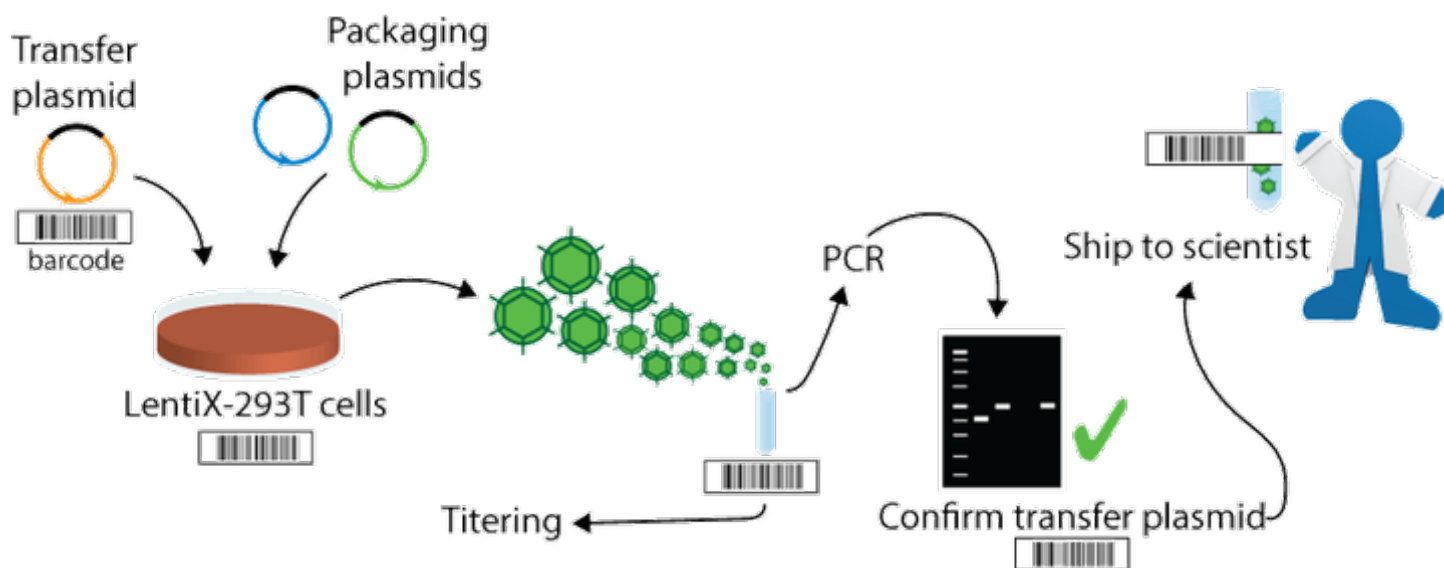 Transfer
plasmid
barcode
Packaging
plasmids
LentiX-293T cells
Titering
PCR
Confirm transfer plasmid
Ship to scientist